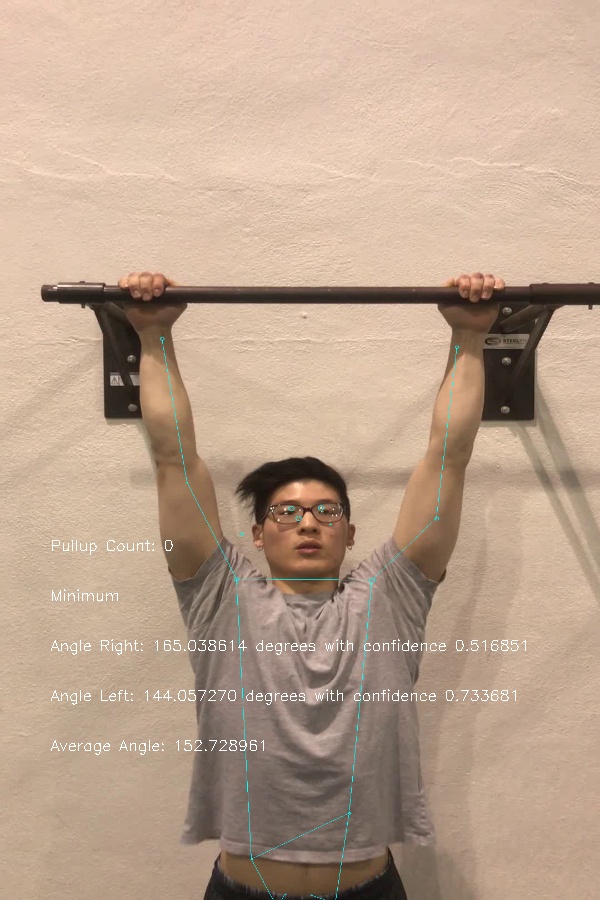 Pullup Count: 0
Minimum
Angle Right: 165.038614 degrees with confidence 0.516851
Angle Left: 144.057270 degrees with confidence 0.733681
Average Angle: 152.728961